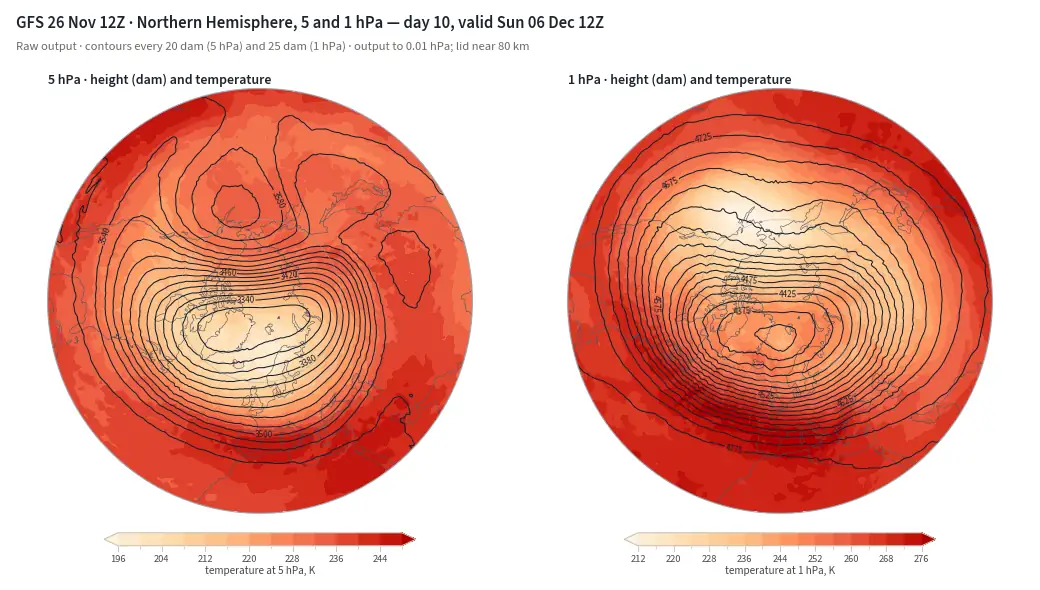 GFS 26 Nov 12Z · Northern Hemisphere, 5 and 1 hPa — day 10, valid Sun 06 Dec 12Z
Raw output · contours every 20 dam (5 hPa) and 25 dam (1 hPa) · output to 0.01 hPa; lid near 80 km
5 hPa · height (dam) and temperature
1 hPa · height (dam) and temperature
3580
3540
3420
3340
3380
3500
4725
4675
4425
4425
196 204 212 220 228 236 244
temperature at 5 hPa, K
212 220 228 236 244 252 260 268 276
temperature at 1 hPa, K